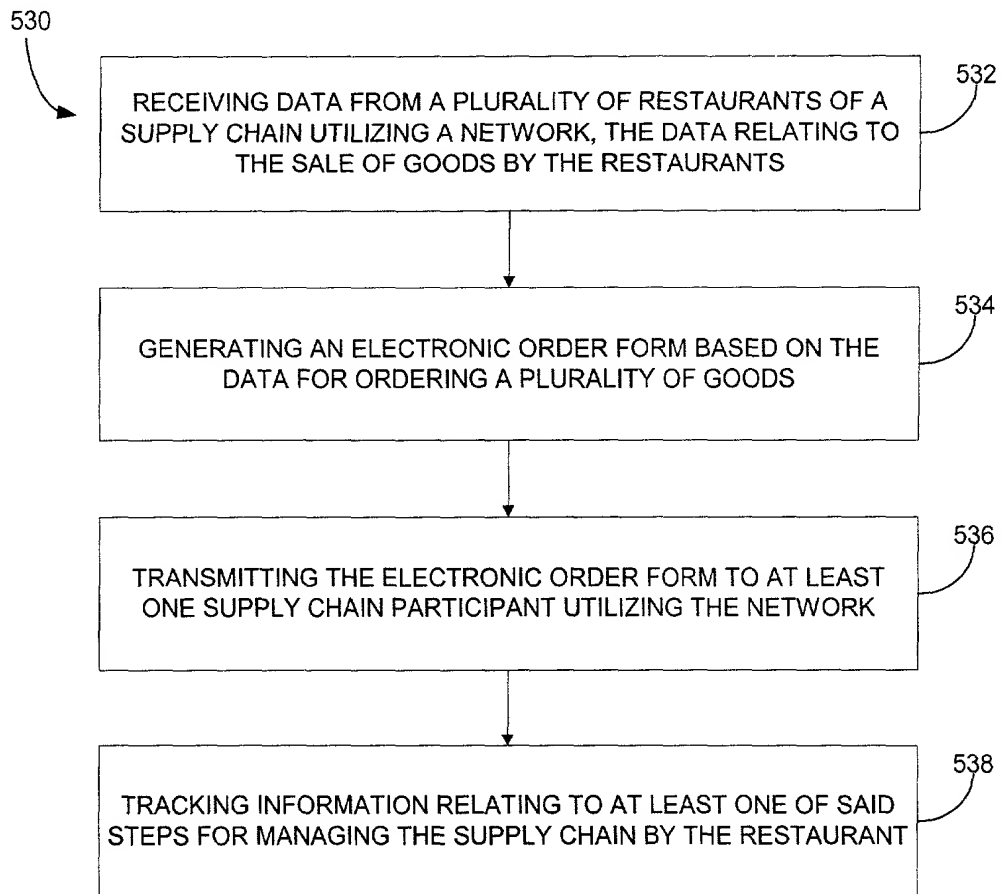 530
532
RECEIVING DATA FROM A PLURALITY OF RESTAURANTS OF A
SUPPLY CHAIN UTILIZING A NETWORK, THE DATA RELATING TO
THE SALE OF GOODS BY THE RESTAURANTS
534
GENERATING AN ELECTRONIC ORDER FORM BASED ON THE
DATA FOR ORDERING A PLURALITY OF GOODS
536
TRANSMITTING THE ELECTRONIC ORDER FORM TO AT LEAST
ONE SUPPLY CHAIN PARTICIPANT UTILIZING THE NETWORK
538
TRACKING INFORMATION RELATING TO AT LEAST ONE OF SAID
STEPS FOR MANAGING THE SUPPLY CHAIN BY THE RESTAURANT